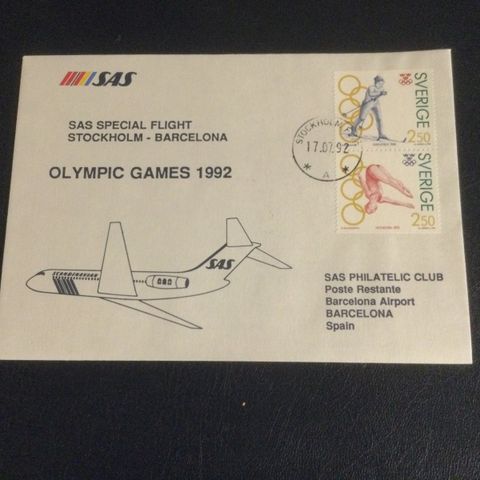 SAS
SAS SPECIAL FLIGHT
STOCKHOLM - BARCELONA
OLYMPIC GAMES 1992
STOCKHOLM
17.07.92
* A *
SVERIGE
2.50
SVERIGE
2.50
SCANDINAVIAN
SAS
SAS PHILATELIC CLUB
Poste Restante
Barcelona Airport
BARCELONA
Spain